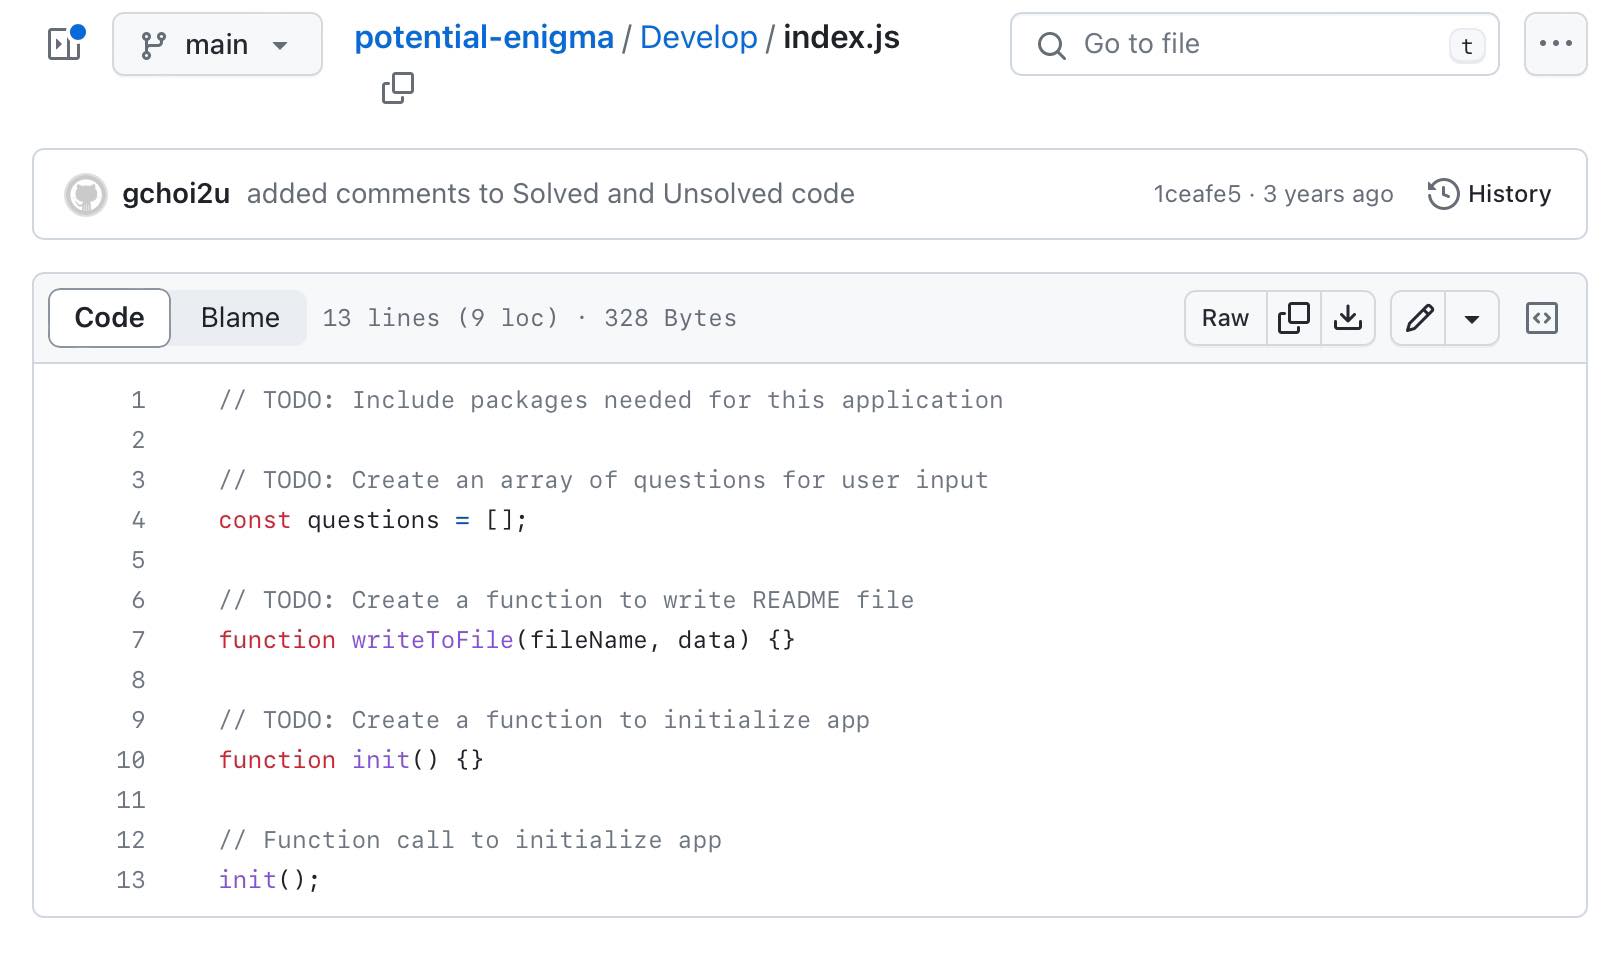 main
potential-enigma / Develop / index.js
Go to file
t
gchoi2u added comments to Solved and Unsolved code
1ceafe5 · 3 years ago
History
Code
Blame
13 lines (9 loc) · 328 Bytes
Raw
1 // TODO: Include packages needed for this application
2
3 // TODO: Create an array of questions for user input
4 const questions = [];
5
6 // TODO: Create a function to write README file
7 function writeToFile(fileName, data) {}
8
9 // TODO: Create a function to initialize app
10 function init() {}
11
12 // Function call to initialize app
13 init();